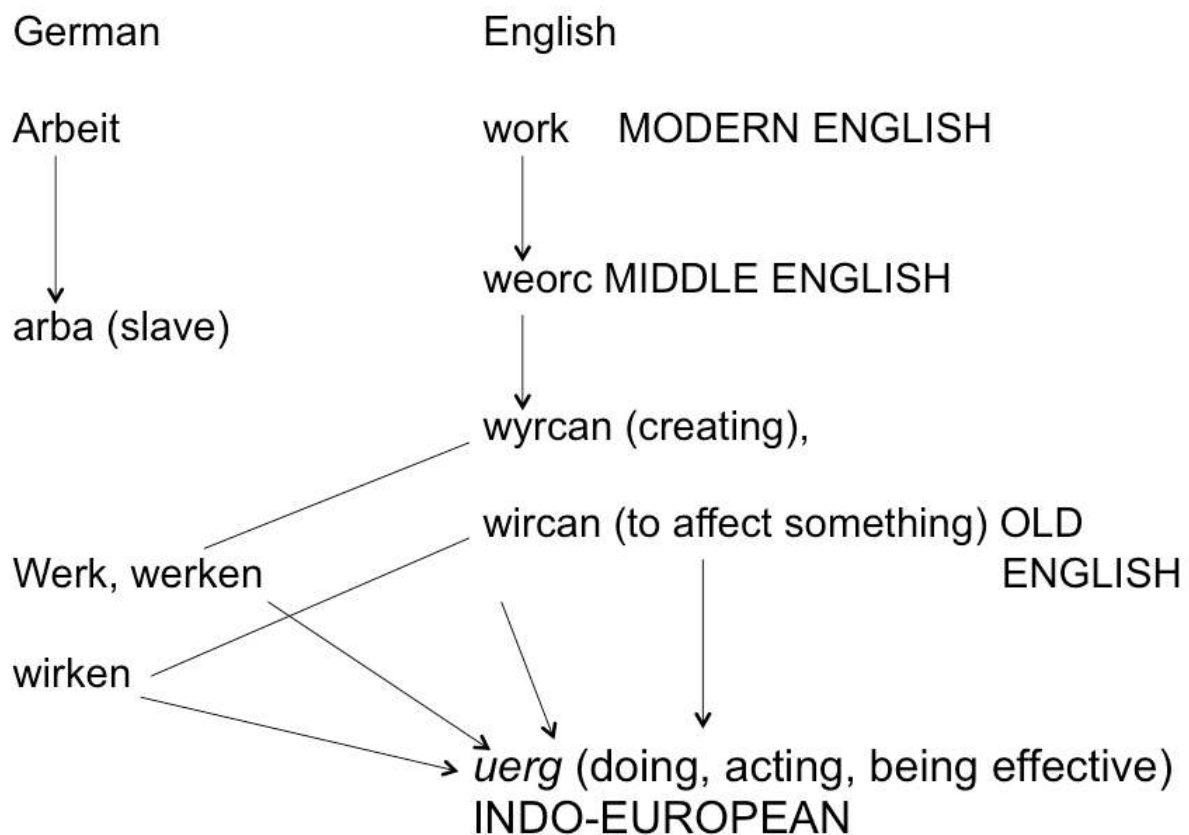 German English
Arbeit work MODERN ENGLISH
weorc MIDDLE ENGLISH
arba (slave)
wyrcan (creating),
wircan (to affect something) OLD
Werk, werken ENGLISH
wirken
uerg (doing, acting, being effective)
INDO-EUROPEAN